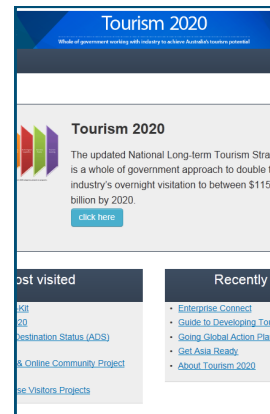 Tourism 2020
Whole of government working with industry to achieve Australia's tourism potential
Tourism 2020
The updated National Long-term Tourism Stra
is a whole of government approach to double
industry's overnight visitation to between $115
billion by 2020.
click here
ost visited
-Kit
20
Destination Status (ADS)
& Online Community Project
se Visitors Projects
Recently
Enterprise Connect
Guide to Developing Tou
Going Global Action Pla
Get Asia Ready
About Tourism 2020